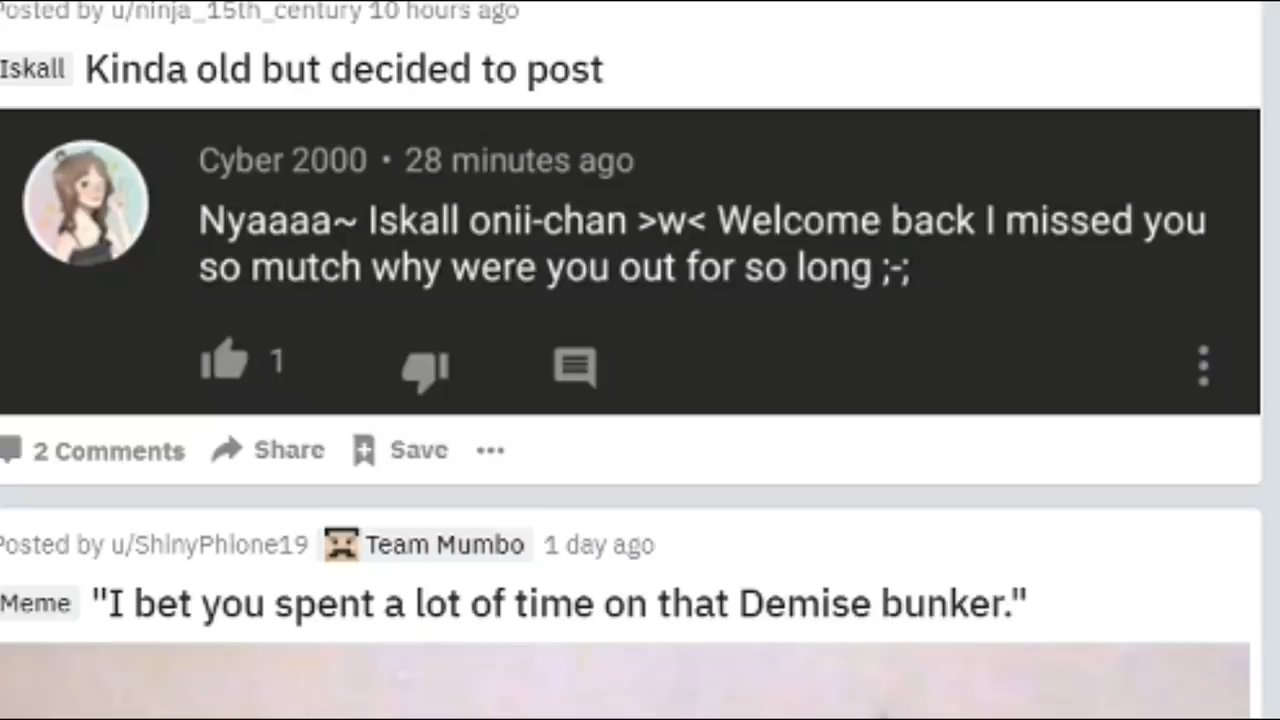 Posted by u/ninja_15th_century 10 hours ago
Iskall Kinda old but decided to post
Cyber 2000 • 28 minutes ago
Nyaaaa~ Iskall onii-chan >w< Welcome back I missed you
so mutch why were you out for so long ;-;
1
2 Comments Share Save ...
Posted by u/ShinyPhione19 Team Mumbo 1 day ago
Meme "I bet you spent a lot of time on that Demise bunker."